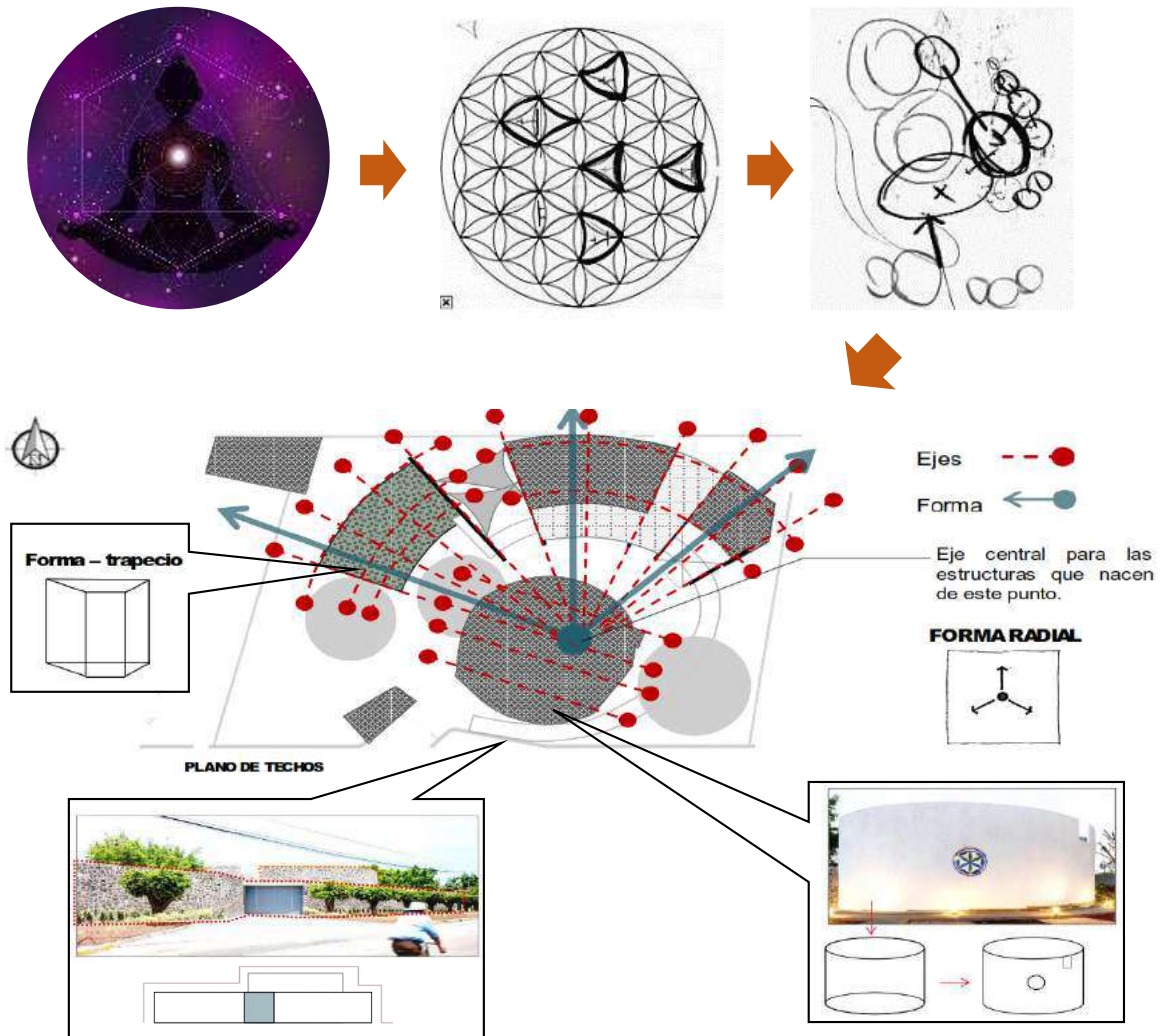 Ejes
Forma
Forma – trapecio
Eje central para las
estructuras que nacen
de este punto.
FORMA RADIAL
PLANO DE TECHOS